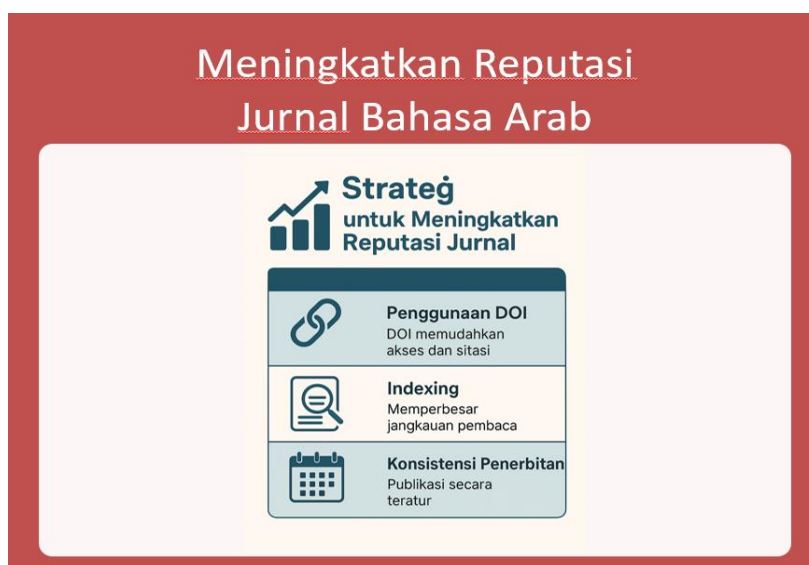 Meningkatkan Reputasi
Jurnal Bahasa Arab
Strateġ
untuk Meningkatkan
Reputasi Jurnal
Penggunaan DOI
DOI memudahkan
akses dan sitasi
Indexing
Memperbesar
jangkauan pembaca
Konsistensi Penerbitan
Publikasi secara
teratur